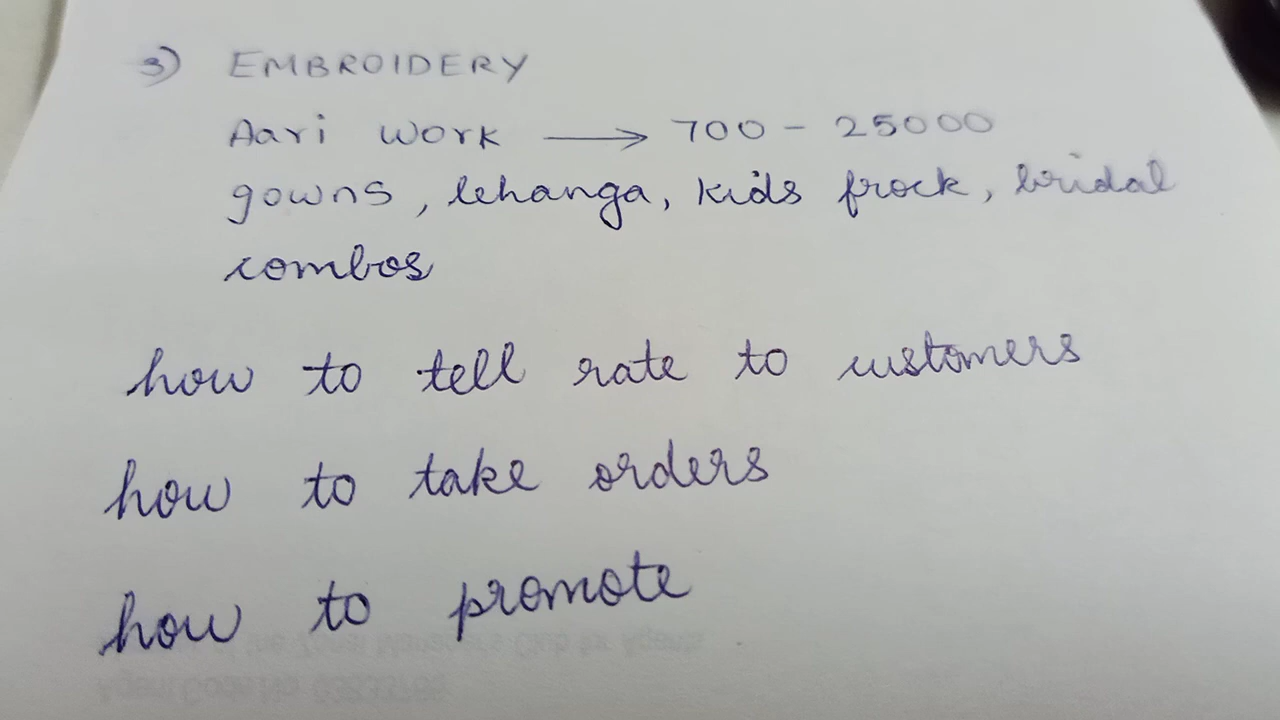 3) EMBROIDERY
Aari work → 700 - 25000
gowns, lehanga, kids frock, bridal
combos
how to tell rate to customers
how to take orders
how to promote